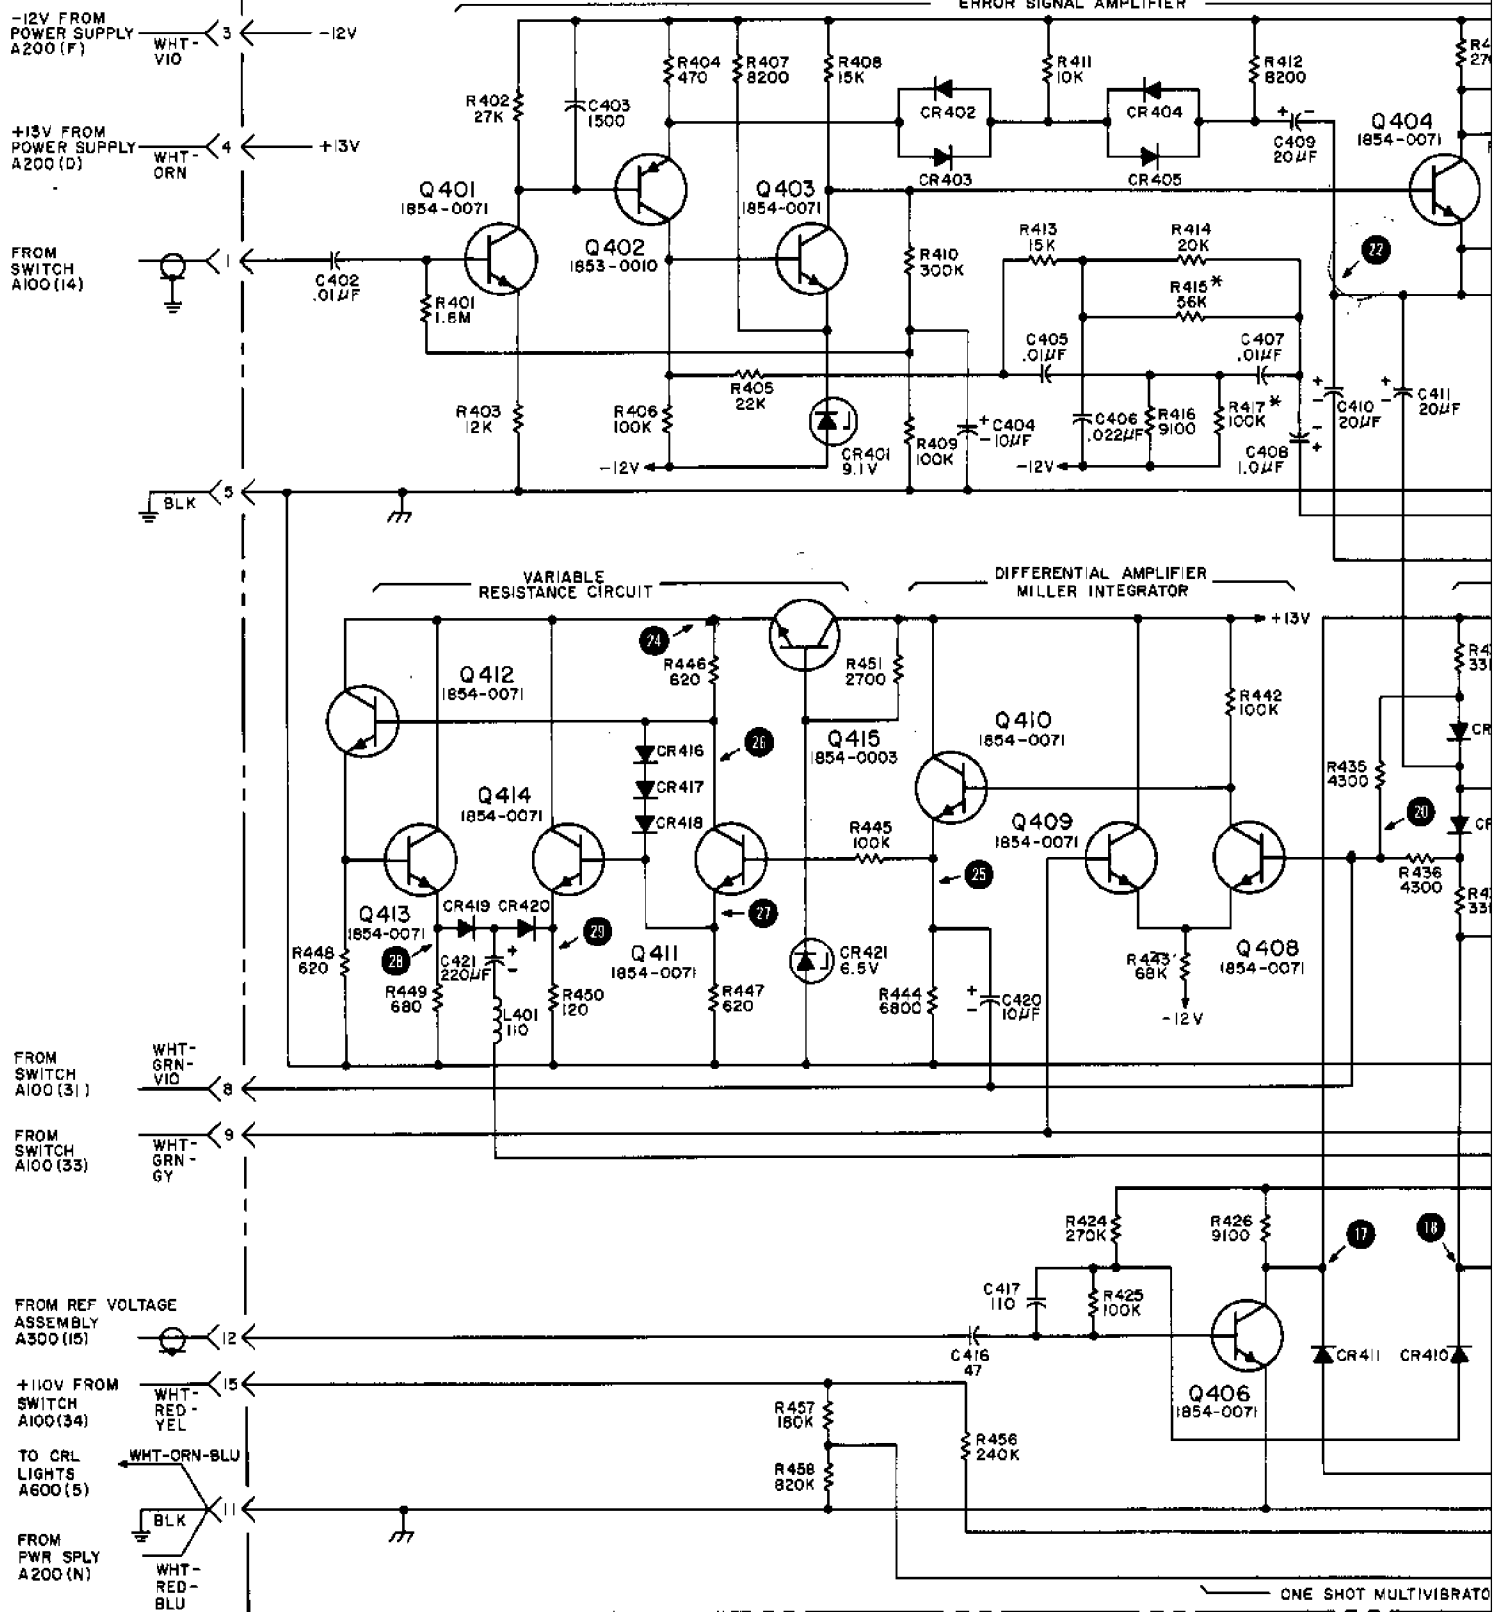 ERROR SIGNAL AMPLIFIER
-12V FROM
POWER SUPPLY
A200(F)
WHT-
VIO
3
-12V
+13V FROM
POWER SUPPLY
A200(D)
WHT-
ORN
4
+13V
FROM
SWITCH
A100(14)
1
C402
.01µF
R401
1.8M
Q401
1854-0071
R402
27K
C403
1500
R404
470
R407
8200
R408
15K
Q402
1853-0010
Q403
1854-0071
CR402
CR403
R411
10K
CR404
CR405
R412
8200
C409
20µF
Q404
1854-0071
R410
300K
R413
15K
R414
20K
R415*
56K
22
C405
.01µF
C407
.01µF
R403
12K
R406
100K
R405
22K
CR401
9.1V
R409
100K
C404
10µF
C406
.022µF
R416
9100
R417*
100K
C408
1.0µF
C410
20µF
C411
20µF
-12V
-12V
BLK
5
VARIABLE
RESISTANCE CIRCUIT
DIFFERENTIAL AMPLIFIER
MILLER INTEGRATOR
+13V
24
R446
620
R451
2700
Q412
1854-0071
Q415
1854-0003
26
CR416
CR417
CR418
Q410
1854-0071
R442
100K
R435
4300
20
Q414
1854-0071
R445
100K
Q409
1854-0071
25
R436
4300
Q413
1854-0071
CR419
CR420
29
27
28
C421
220µF
Q411
1854-0071
CR421
6.5V
R443
68K
Q408
1854-0071
R448
620
R449
680
L401
110
R450
120
R447
620
R444
6800
C420
10µF
-12V
FROM
SWITCH
A100(31)
WHT-
GRN-
VIO
8
FROM
SWITCH
A100(33)
WHT-
GRN-
GY
9
R424
270K
R426
9100
17
18
C417
110
R425
100K
FROM REF VOLTAGE
ASSEMBLY
A300(15)
12
C416
47
CR411
CR410
Q406
1854-0071
+110V FROM
SWITCH
A100(34)
WHT-
RED-
YEL
15
R457
180K
R456
240K
R458
820K
TO CRL
LIGHTS
A600(5)
WHT-ORN-BLU
BLK
11
FROM
PWR SPLY
A200(N)
WHT-
RED-
BLU
ONE SHOT MULTIVIBRATO